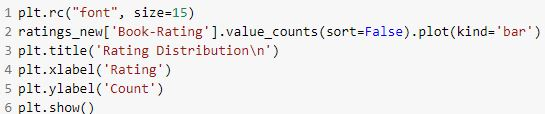 1 plt.rc("font", size=15)
2 ratings_new['Book-Rating'].value_counts(sort=False).plot(kind='bar')
3 plt.title('Rating Distribution\n')
4 plt.xlabel('Rating')
5 plt.ylabel('Count')
6 plt.show()